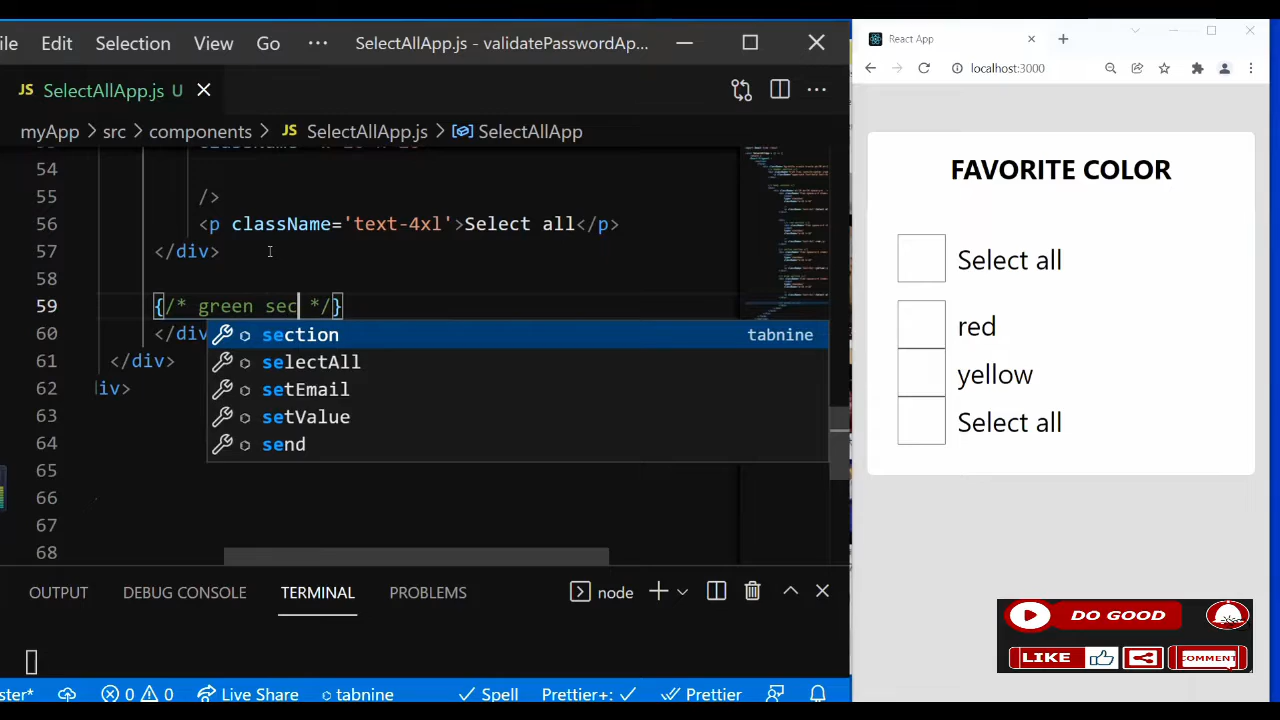 ile Edit Selection View Go ··· SelectAllApp.js - validatePasswordAp...
JS SelectAllApp.js U
myApp > src > components > JS SelectAllApp.js > SelectAllApp
54
55 />
56 <p className='text-4xl'>Select all</p>
57 </div>
58
59 {/* green sec */}
60 </div
61 </div>
62 iv>
63
64
65
66
67
68
section tabnine
selectAll
setEmail
setValue
send
OUTPUT DEBUG CONSOLE TERMINAL PROBLEMS node
ster* 0 0 Live Share tabnine Spell Prettier+: Prettier
React App
localhost:3000
FAVORITE COLOR
Select all
red
yellow
Select all
DO GOOD
LIKE COMMENT